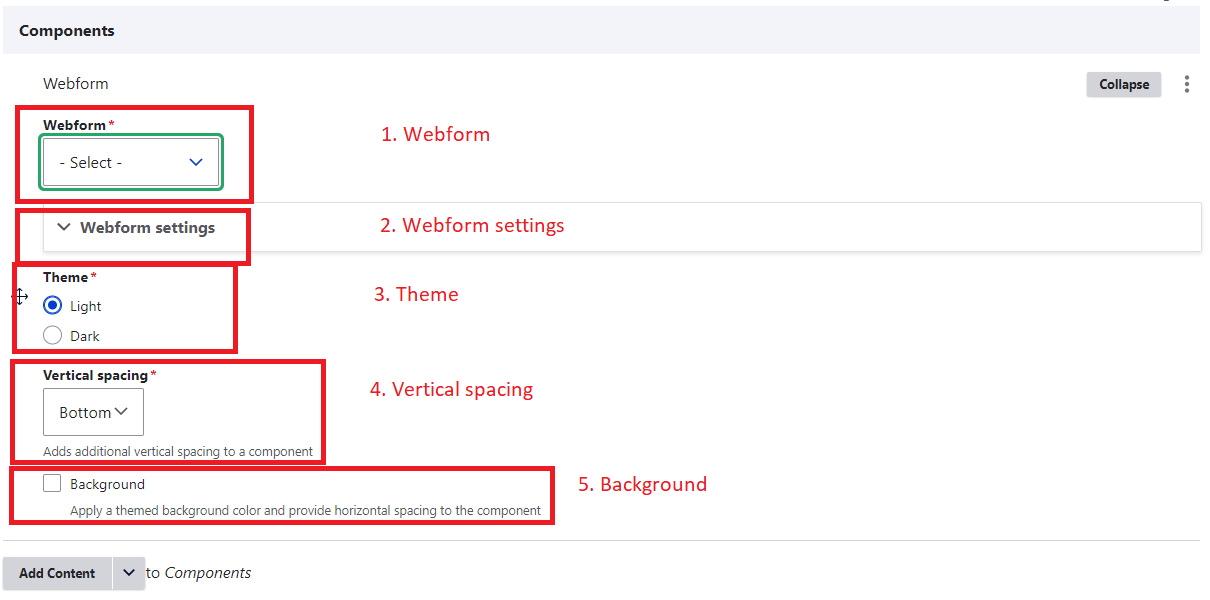 Components
Webform
Collapse
Webform*
1. Webform
- Select -
Webform settings
2. Webform settings
Theme*
Light
3. Theme
Dark
Vertical spacing*
4. Vertical spacing
Bottom
Adds additional vertical spacing to a component
Background
5. Background
Apply a themed background color and provide horizontal spacing to the component
Add Content to Components